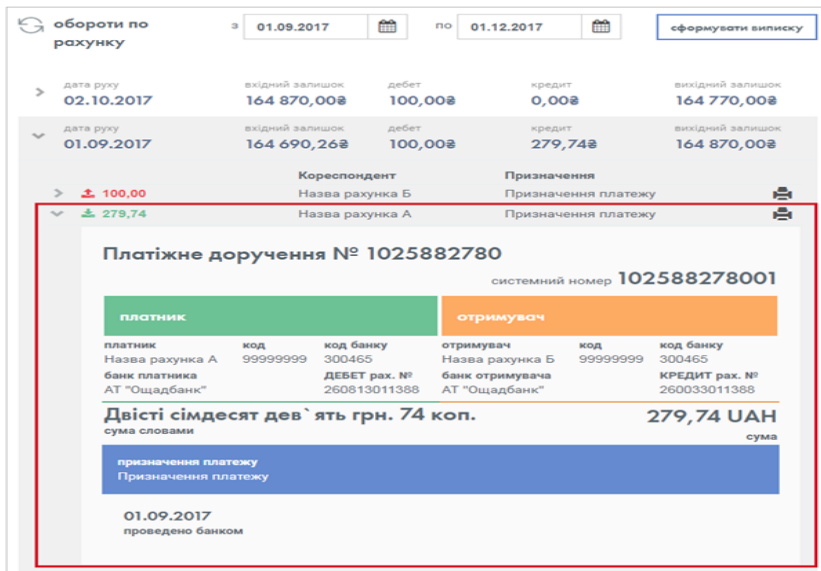 обороти по рахунку
з 01.09.2017 по 01.12.2017 сформувати виписку
дата руху вхідний залишок дебет кредит вихідний залишок
02.10.2017 164 870,00₴ 100,00₴ 0,00₴ 164 770,00₴
дата руху вхідний залишок дебет кредит вихідний залишок
01.09.2017 164 690,26₴ 100,00₴ 279,74₴ 164 870,00₴
Кореспондент Призначення
100,00 Назва рахунка Б Призначення платежу
279,74 Назва рахунка А Призначення платежу
Платіжне доручення № 1025882780
системний номер 102588278001
платник отримувач
платник код код банку отримувач код код банку
Назва рахунка А 99999999 300465 Назва рахунка Б 99999999 300465
банк платника ДЕБЕТ рах. № банк отримувача КРЕДИТ рах. №
АТ "Ощадбанк" 260813011388 АТ "Ощадбанк" 260033011388
Двісті сімдесят дев`ять грн. 74 коп. 279,74 UAH
сума словами сума
призначення платежу
Призначення платежу
01.09.2017
проведено банком